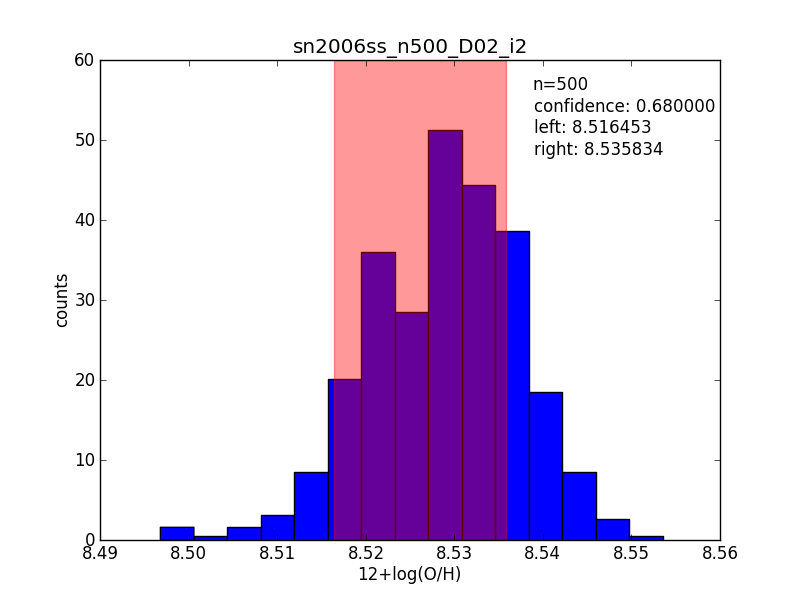 sn2006ss_n500_D02_i2
n=500
confidence: 0.680000
left: 8.516453
right: 8.535834
60
50
40
30
20
10
0
counts
8.49 8.50 8.51 8.52 8.53 8.54 8.55 8.56
12+log(O/H)